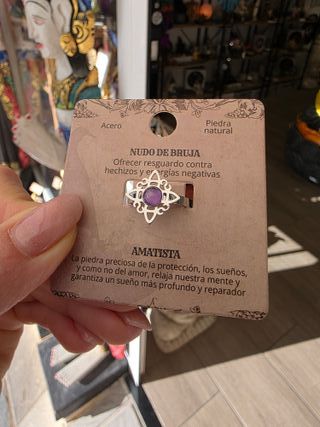 Acero
Piedra
natural
NUDO DE BRUJA
Ofrecer resguardo contra
hechizos y energías negativas
AMATISTA
La piedra preciosa de la protección, los sueños,
y como no del amor, relaja nuestra mente y
garantiza un sueño más profundo y reparador